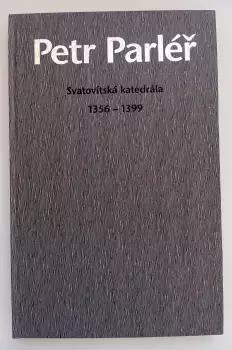 Petr Parléř
Svatovítská katedrála
1356 – 1399